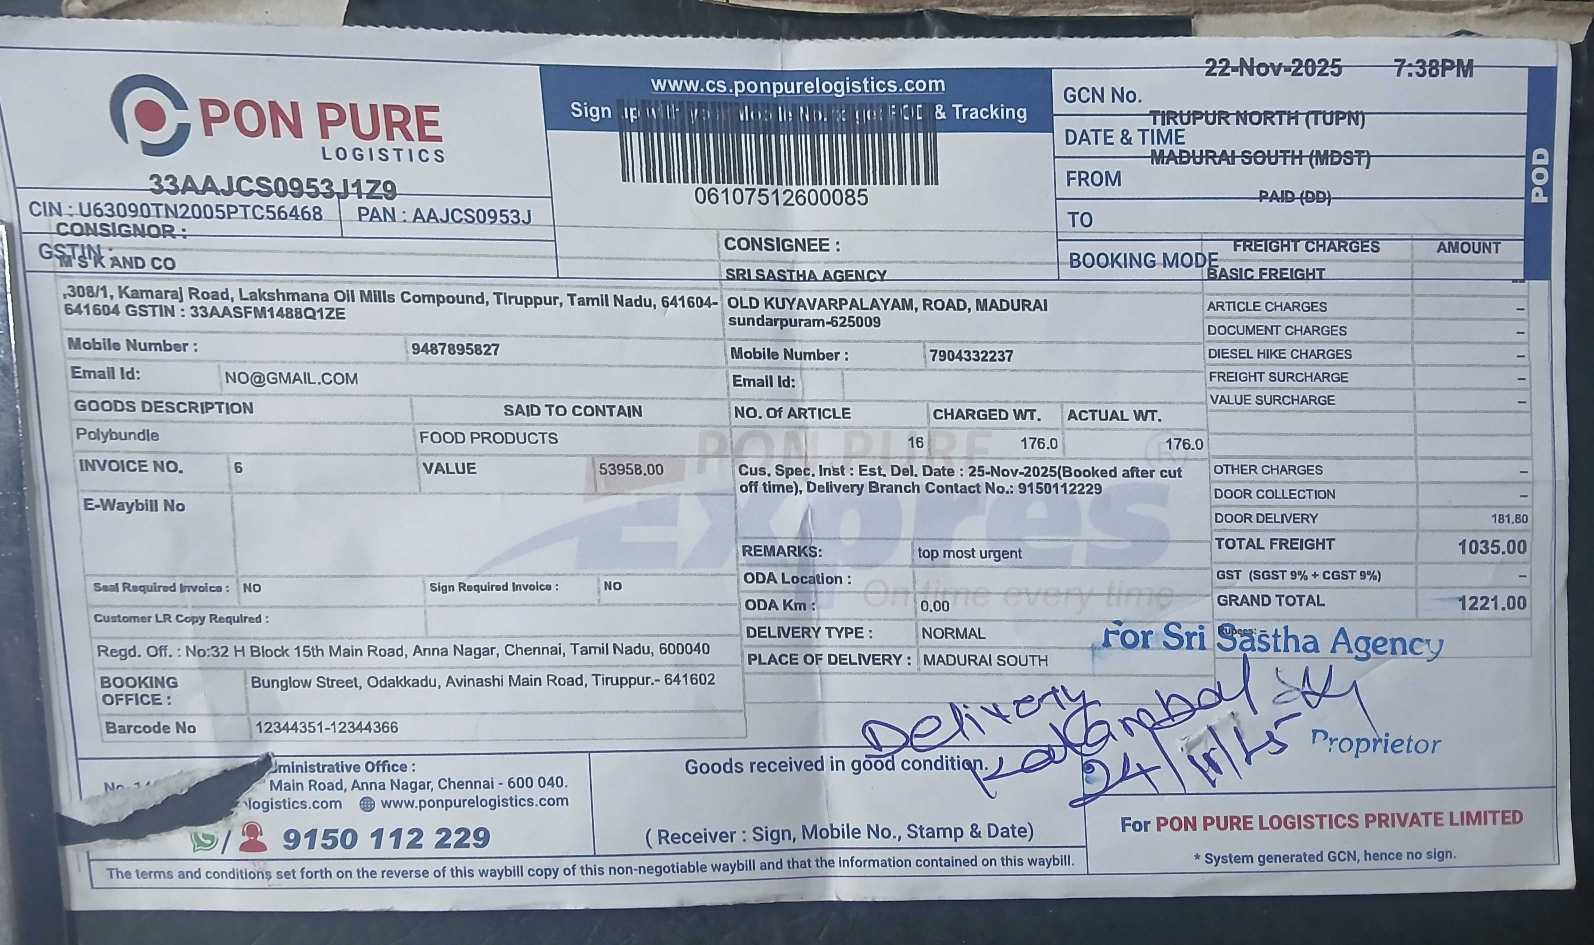 PON PURE
LOGISTICS
33AAJCS0953J1Z9
CIN : U63090TN2005PTC56468 PAN : AAJCS0953J
GSTIN :
www.cs.ponpurelogistics.com
Sign up with your Mobile No. to get POD & Tracking
06107512600085
22-Nov-2025 7:38PM
GCN No.
TIRUPUR NORTH (TUPN)
DATE & TIME
MADURAI SOUTH (MDST)
FROM
PAID (DD)
TO
BOOKING MODE
POD
CONSIGNOR :
M S K AND CO
,308/1, Kamaraj Road, Lakshmana Oil Mills Compound, Tiruppur, Tamil Nadu, 641604-
641604 GSTIN : 33AASFM1488Q1ZE
Mobile Number : 9487895827
Email Id: NO@GMAIL.COM
CONSIGNEE :
SRI SASTHA AGENCY
OLD KUYAVARPALAYAM, ROAD, MADURAI
sundarpuram-625009
Mobile Number : 7904332237
Email Id:
GOODS DESCRIPTION SAID TO CONTAIN NO. Of ARTICLE CHARGED WT. ACTUAL WT.
Polybundle FOOD PRODUCTS 16 176.0 176.0
INVOICE NO. 6 VALUE 53958.00
E-Waybill No
Cus. Spec. Inst : Est. Del. Date : 25-Nov-2025(Booked after cut
off time), Delivery Branch Contact No.: 9150112229
PON PURE
Expres
On time every time
REMARKS: top most urgent
ODA Location :
ODA Km : 0.00
DELIVERY TYPE : NORMAL
PLACE OF DELIVERY : MADURAI SOUTH
Seal Required Invoice : NO Sign Required Invoice : NO
Customer LR Copy Required :
Regd. Off. : No:32 H Block 15th Main Road, Anna Nagar, Chennai, Tamil Nadu, 600040
BOOKING
OFFICE :
Bunglow Street, Odakkadu, Avinashi Main Road, Tiruppur.- 641602
Barcode No 12344351-12344366
FREIGHT CHARGES AMOUNT
BASIC FREIGHT --
ARTICLE CHARGES –
DOCUMENT CHARGES –
DIESEL HIKE CHARGES –
FREIGHT SURCHARGE –
VALUE SURCHARGE –
OTHER CHARGES –
DOOR COLLECTION –
DOOR DELIVERY 181.80
TOTAL FREIGHT 1035.00
GST (SGST 9% + CGST 9%) –
GRAND TOTAL 1221.00
Rupees:
For Sri Sastha Agency
Delivery
24/11/25
Proprietor
ministrative Office :
Main Road, Anna Nagar, Chennai - 600 040.
logistics.com www.ponpurelogistics.com
/ 9150 112 229
Goods received in good condition.
( Receiver : Sign, Mobile No., Stamp & Date)
For PON PURE LOGISTICS PRIVATE LIMITED
* System generated GCN, hence no sign.
The terms and conditions set forth on the reverse of this waybill copy of this non-negotiable waybill and that the information contained on this waybill.